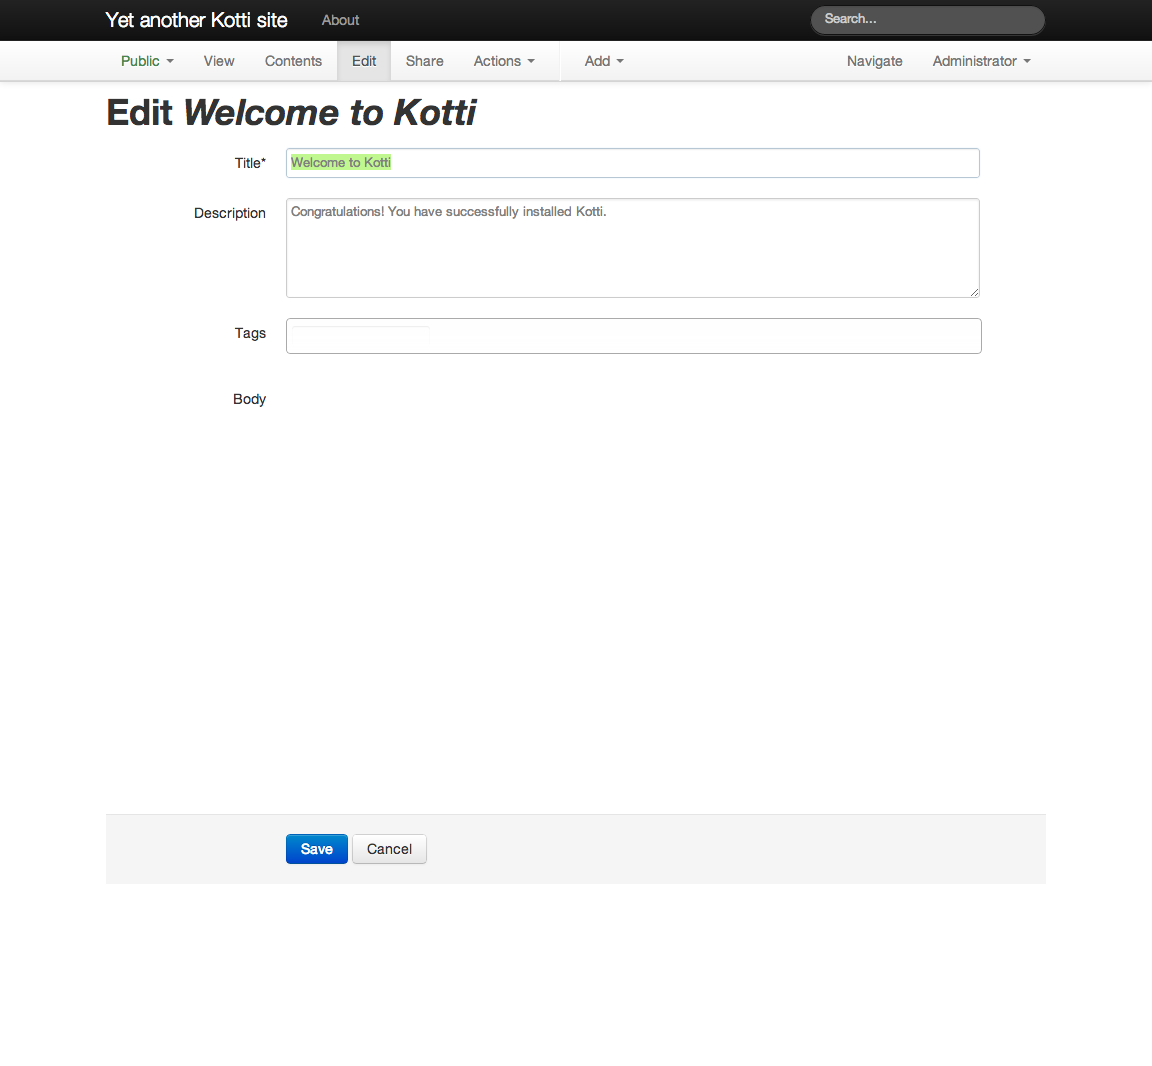 Yet another Kotti site About Search...
Public View Contents Edit Share Actions Add Navigate Administrator
Edit Welcome to Kotti
Title* Welcome to Kotti
Description Congratulations! You have successfully installed Kotti.
Tags
Body
Save Cancel